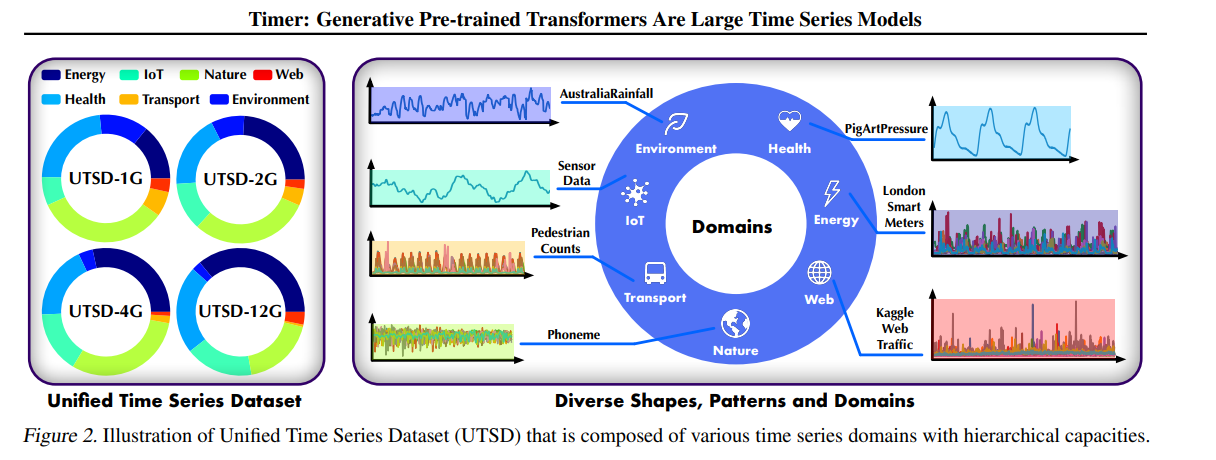 Timer: Generative Pre-trained Transformers Are Large Time Series Models
Energy IoT Nature Web
Health Transport Environment
UTSD-1G UTSD-2G
UTSD-4G UTSD-12G
Unified Time Series Dataset
AustraliaRainfall
Sensor
Data
Pedestrian
Counts
Phoneme
Environment Health
IoT Energy
Domains
Transport Web
Nature
PigArtPressure
London
Smart
Meters
Kaggle
Web
Traffic
Diverse Shapes, Patterns and Domains
Figure 2. Illustration of Unified Time Series Dataset (UTSD) that is composed of various time series domains with hierarchical capacities.